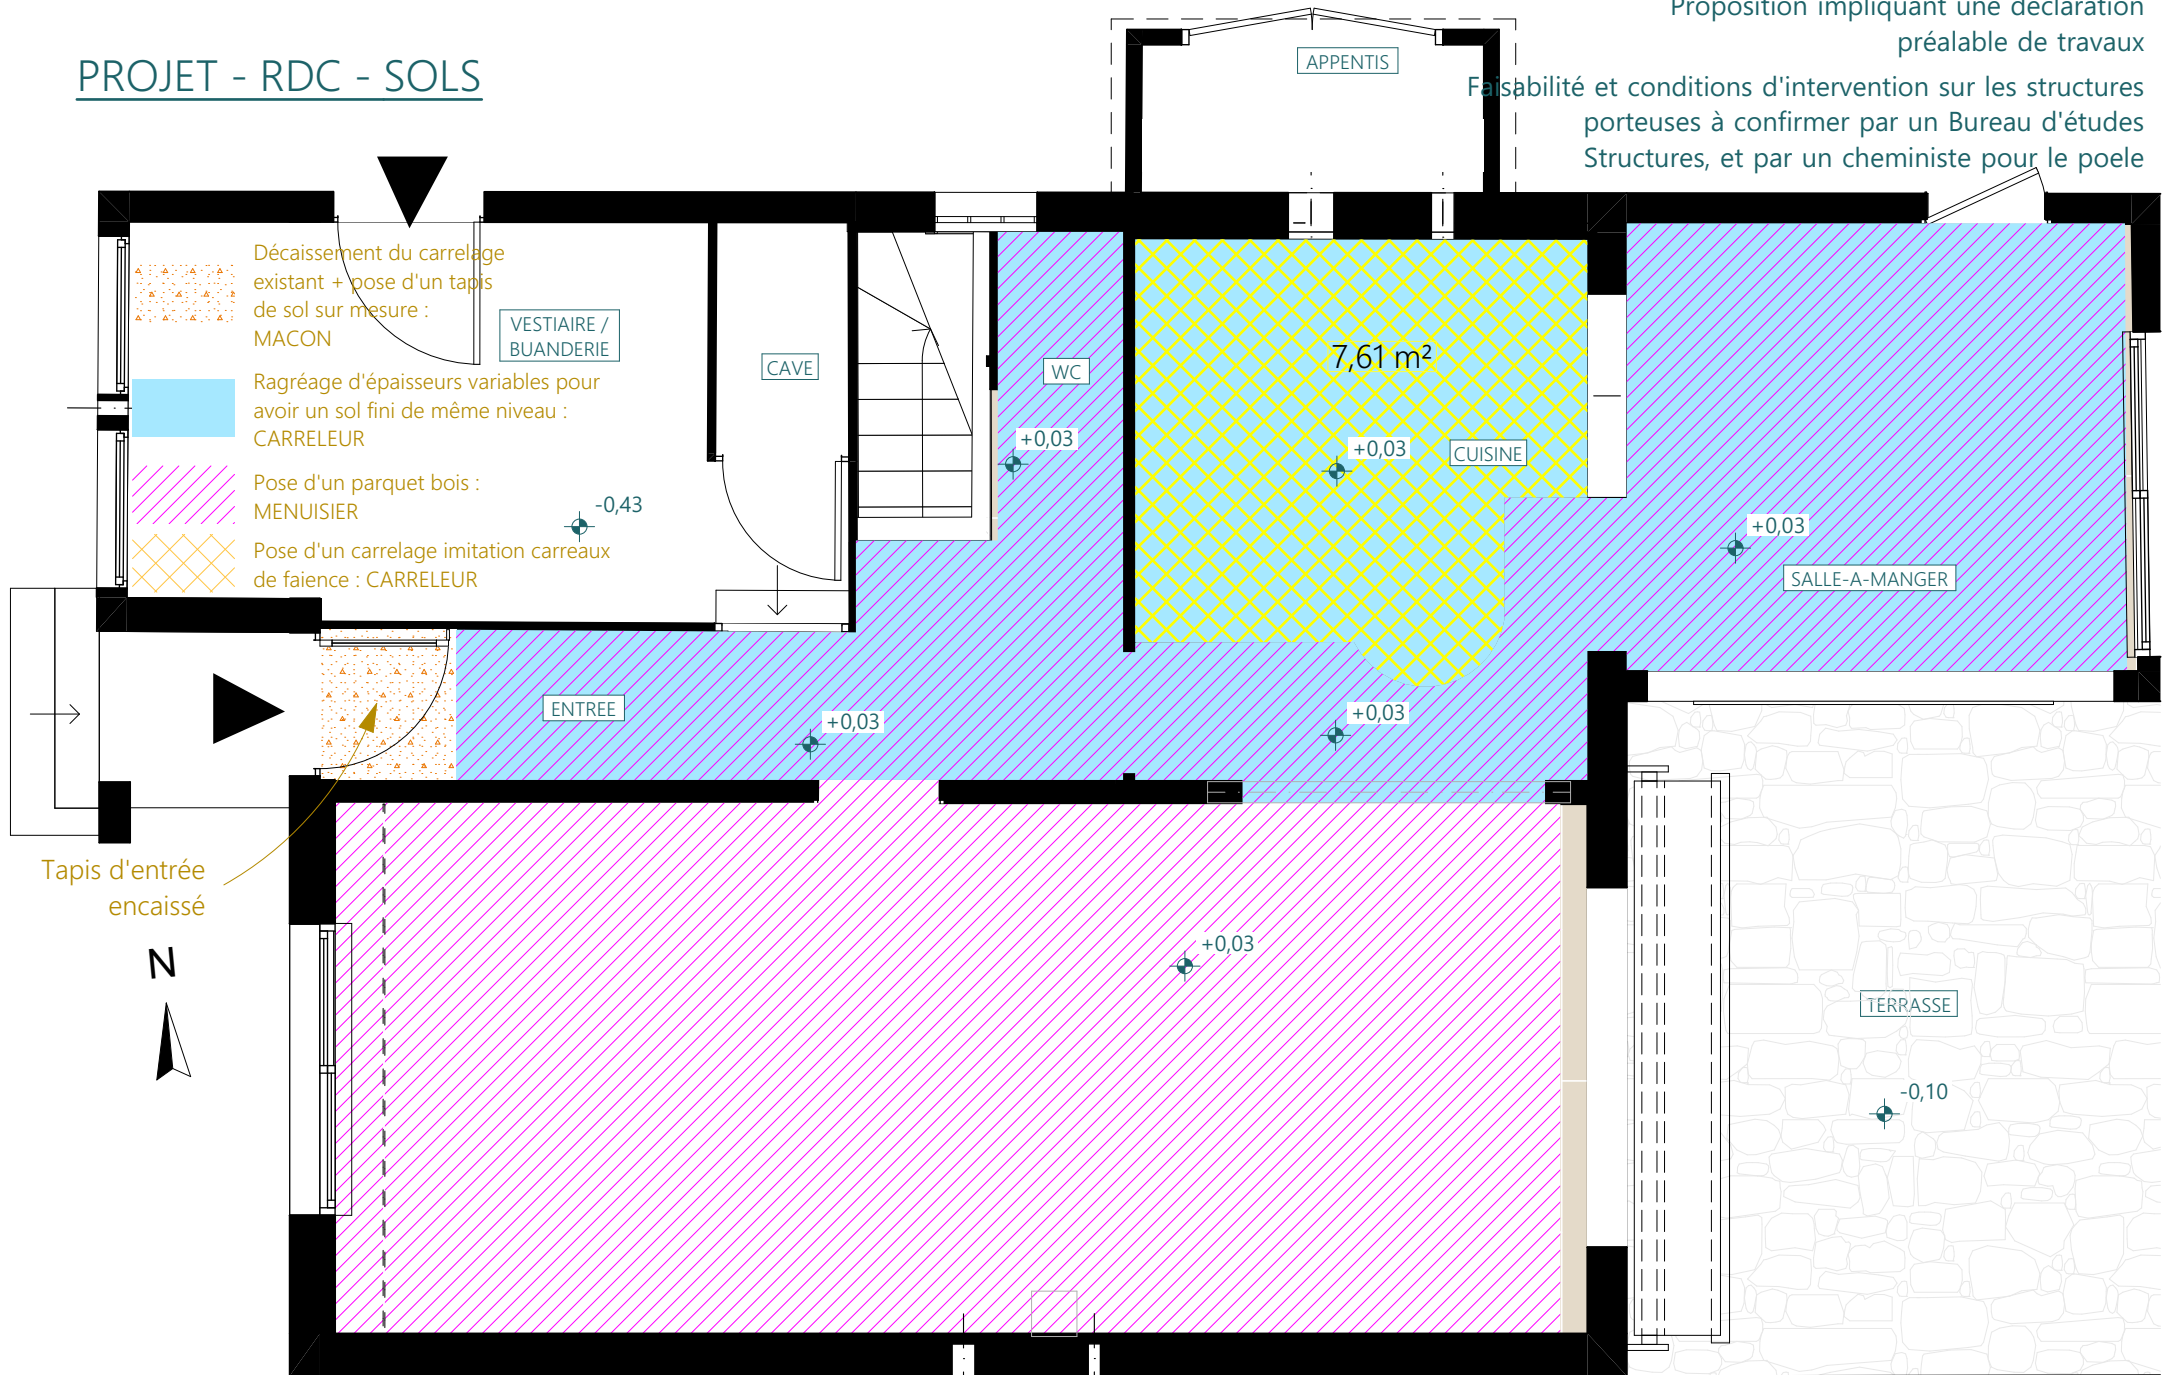 Proposition impliquant une déclaration
préalable de travaux
PROJET - RDC - SOLS
APPENTIS
Faisabilité et conditions d'intervention sur les structures
porteuses à confirmer par un Bureau d'études
Structures, et par un cheministe pour le poele
Décaissement du carrelage
existant + pose d'un tapis
de sol sur mesure :
MACON
Ragréage d'épaisseurs variables pour
avoir un sol fini de même niveau :
CARRELEUR
Pose d'un parquet bois :
MENUISIER
Pose d'un carrelage imitation carreaux
de faience : CARRELEUR
VESTIAIRE /
BUANDERIE
-0,43
CAVE
WC
+0,03
7,61 m²
+0,03
CUISINE
+0,03
SALLE-A-MANGER
ENTREE
+0,03
+0,03
Tapis d'entrée
encaissé
N
+0,03
TERRASSE
-0,10